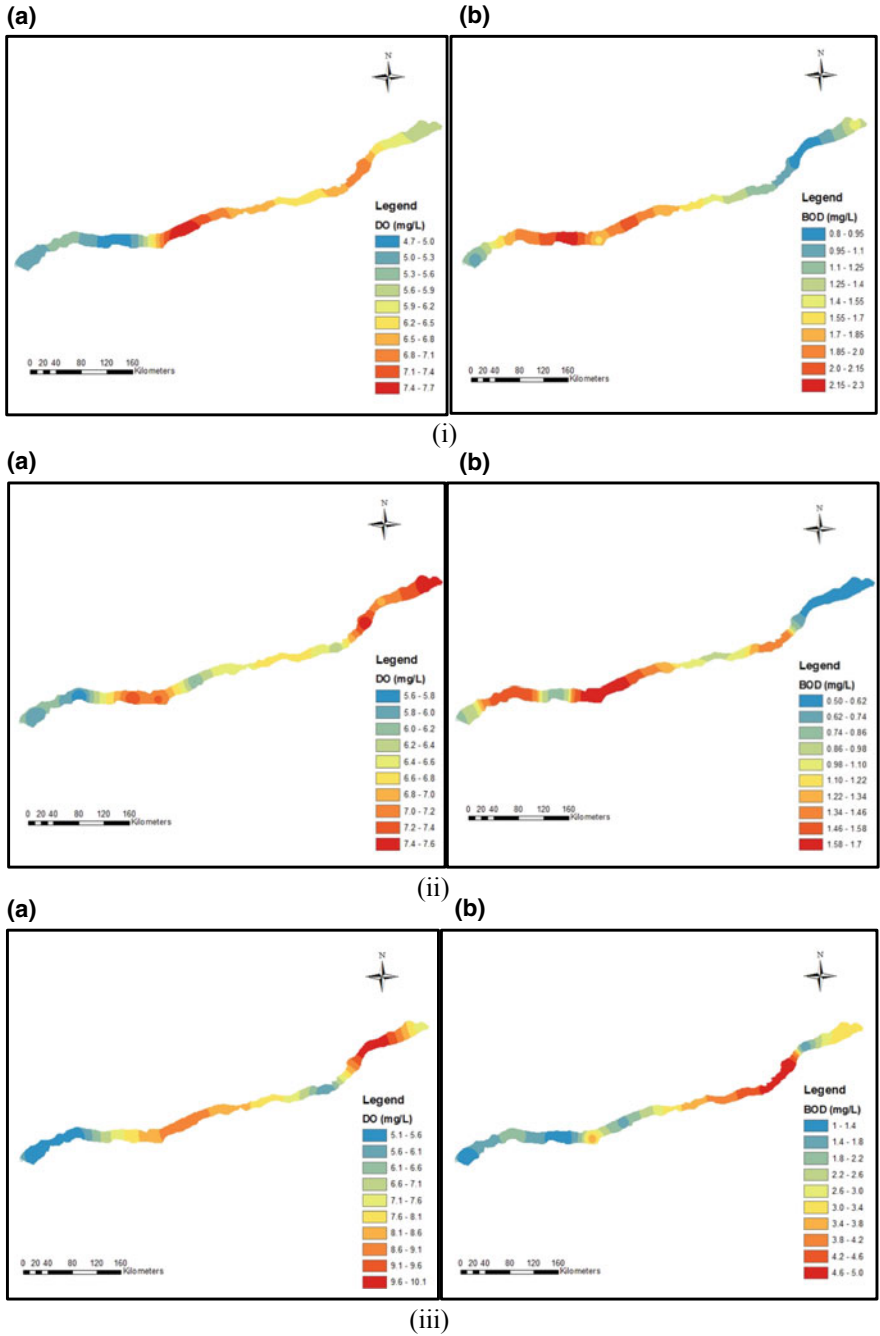 (a)
(b)
N
Legend
DO (mg/L)
4.7 - 5.0
5.0 - 5.3
5.3 - 5.6
5.6 - 5.9
5.9 - 6.2
6.2 - 6.5
6.5 - 6.8
6.8 - 7.1
7.1 - 7.4
7.4 - 7.7
0 20 40 80 120 160
Kilometers
N
Legend
BOD (mg/L)
0.8 - 0.95
0.95 - 1.1
1.1 - 1.25
1.25 - 1.4
1.4 - 1.55
1.55 - 1.7
1.7 - 1.85
1.85 - 2.0
2.0 - 2.15
2.15 - 2.3
0 20 40 80 120 160
Kilometers
(i)
(a)
(b)
N
Legend
DO (mg/L)
5.6 - 5.8
5.8 - 6.0
6.0 - 6.2
6.2 - 6.4
6.4 - 6.6
6.6 - 6.8
6.8 - 7.0
7.0 - 7.2
7.2 - 7.4
7.4 - 7.6
0 20 40 80 120 160
Kilometers
N
Legend
BOD (mg/L)
0.50 - 0.62
0.62 - 0.74
0.74 - 0.86
0.86 - 0.98
0.98 - 1.10
1.10 - 1.22
1.22 - 1.34
1.34 - 1.46
1.46 - 1.58
1.58 - 1.7
0 20 40 80 120 160
Kilometers
(ii)
(a)
(b)
N
Legend
DO (mg/L)
5.1 - 5.6
5.6 - 6.1
6.1 - 6.6
6.6 - 7.1
7.1 - 7.6
7.6 - 8.1
8.1 - 8.6
8.6 - 9.1
9.1 - 9.6
9.6 - 10.1
0 20 40 80 120 160
Kilometers
N
Legend
BOD (mg/L)
1 - 1.4
1.4 - 1.8
1.8 - 2.2
2.2 - 2.6
2.6 - 3.0
3.0 - 3.4
3.4 - 3.8
3.8 - 4.2
4.2 - 4.6
4.6 - 5.0
0 20 40 80 120 160
Kilometers
(iii)